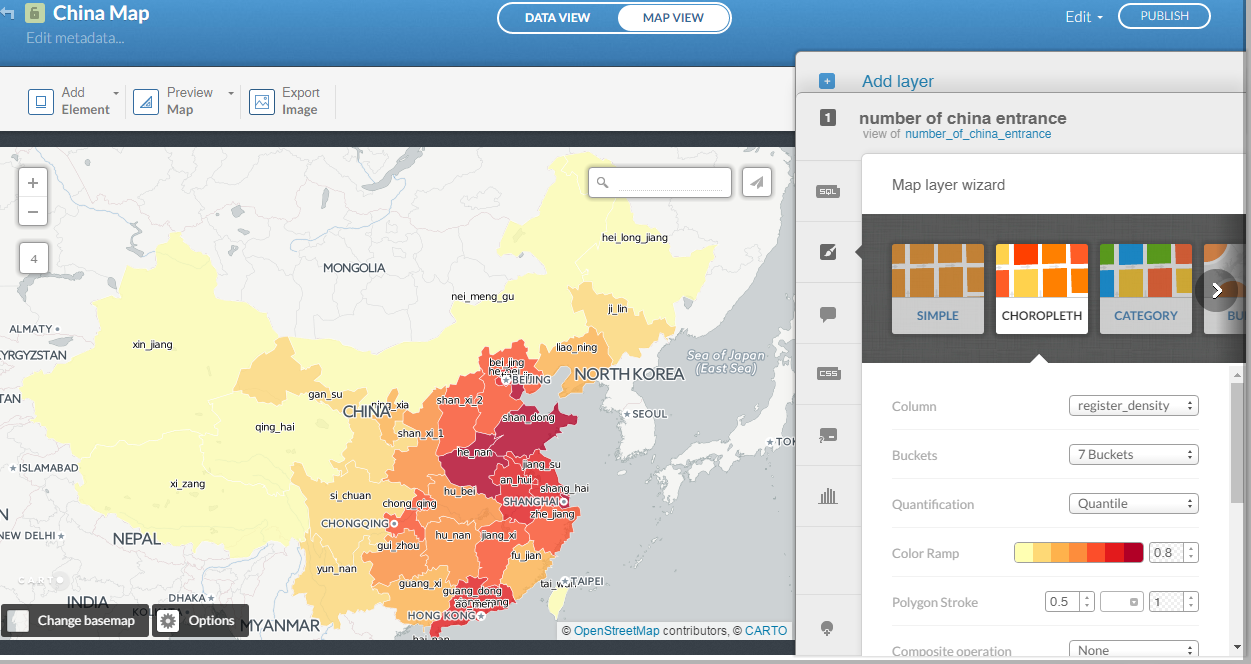 China Map
Edit metadata...
DATA VIEW
MAP VIEW
Edit
PUBLISH
Add
Element
Preview
Map
Export
Image
Add layer
1
number of china entrance
view of number_of_china_entrance
SQL
CSS
Map layer wizard
SIMPLE
CHOROPLETH
CATEGORY
BU
Column
register_density
Buckets
7 Buckets
Quantification
Quantile
Color Ramp
0.8
Polygon Stroke
0.5
1
Composite operation
None
+
−
4
hei_long_jiang
MONGOLIA
nei_meng_gu
ji_lin
ALMATY
xin_jiang
KYRGYZSTAN
liao_ning
Sea of Japan
(East Sea)
bei_jing
BEIJING
NORTH KOREA
gan_su
ning_xia
shan_xi_2
TAN
CHINA
shan_dong
SEOUL
qing_hai
shan_xi_1
TOK
he_nan
ISLAMABAD
jiang_su
xi_zang
an_hui
si_chuan
hu_bei
shang_hai
chong_qing
SHANGHAI
N
CHONGQING
zhe_jiang
NEW DELHI
NEPAL
hu_nan
jiang_xi
gui_zhou
fu_jian
yun_nan
CARTO
guang_xi
tai_wan
TAIPEI
guang_dong
DHAKA
INDIA
ao_men
HONG KONG
MYANMAR
hai_nan
Change basemap
Options
© OpenStreetMap contributors, © CARTO